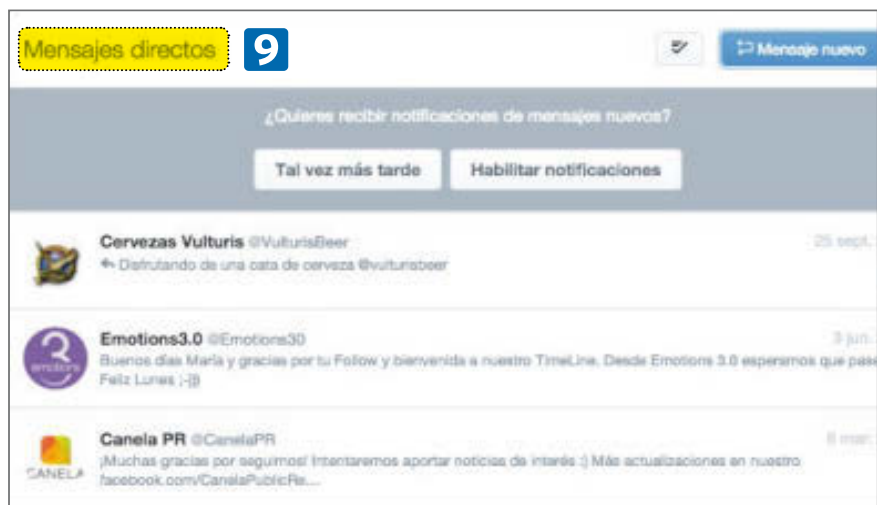 Mensajes directos 9
Mensaje nuevo
¿Quieres recibir notificaciones de mensajes nuevos?
Tal vez más tarde Habilitar notificaciones
Cervezas Vulturis @VulturisBeer 25 sept.
Disfrutando de una cata de cerveza @vulturisbeer
3
emotions
Emotions3.0 @Emotions30 3 jun.
Buenos días María y gracias por tu Follow y bienvenida a nuestro TimeLine. Desde Emotions 3.0 esperamos que pase
Feliz Lunes ;-)))
CANELA
Canela PR @CanelaPR mar.
¡Muchas gracias por seguirnos! Intentaremos aportar noticias de interés :) Más actualizaciones en nuestro
facebook.com/CanelaPublicRe...